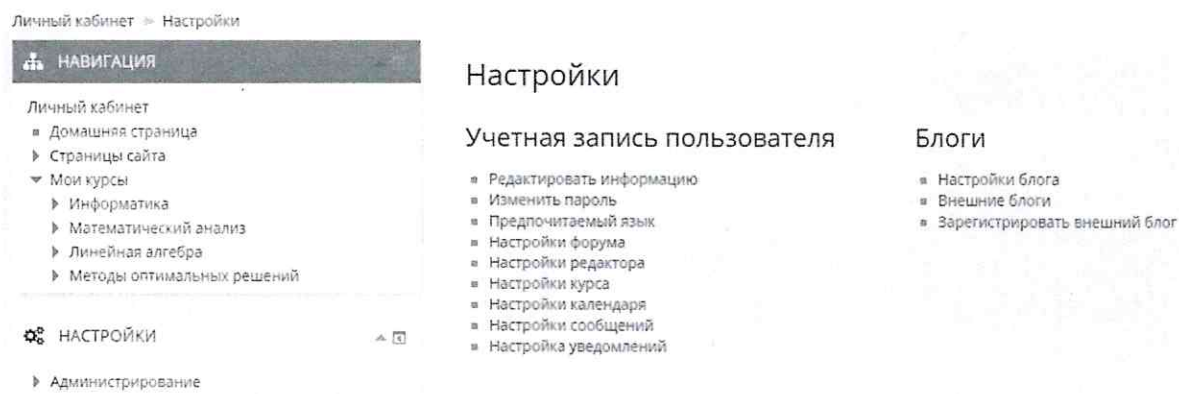 Личный кабинет ► Настройки
НАВИГАЦИЯ
Личный кабинет
Домашняя страница
Страницы сайта
Мои курсы
Информатика
Математический анализ
Линейная алгебра
Методы оптимальных решений
НАСТРОЙКИ
Администрирование
Настройки
Учетная запись пользователя
Редактировать информацию
Изменить пароль
Предпочитаемый язык
Настройки форума
Настройки редактора
Настройки курса
Настройки календаря
Настройки сообщений
Настройка уведомлений
Блоги
Настройки блога
Внешние блоги
Зарегистрировать внешний блог